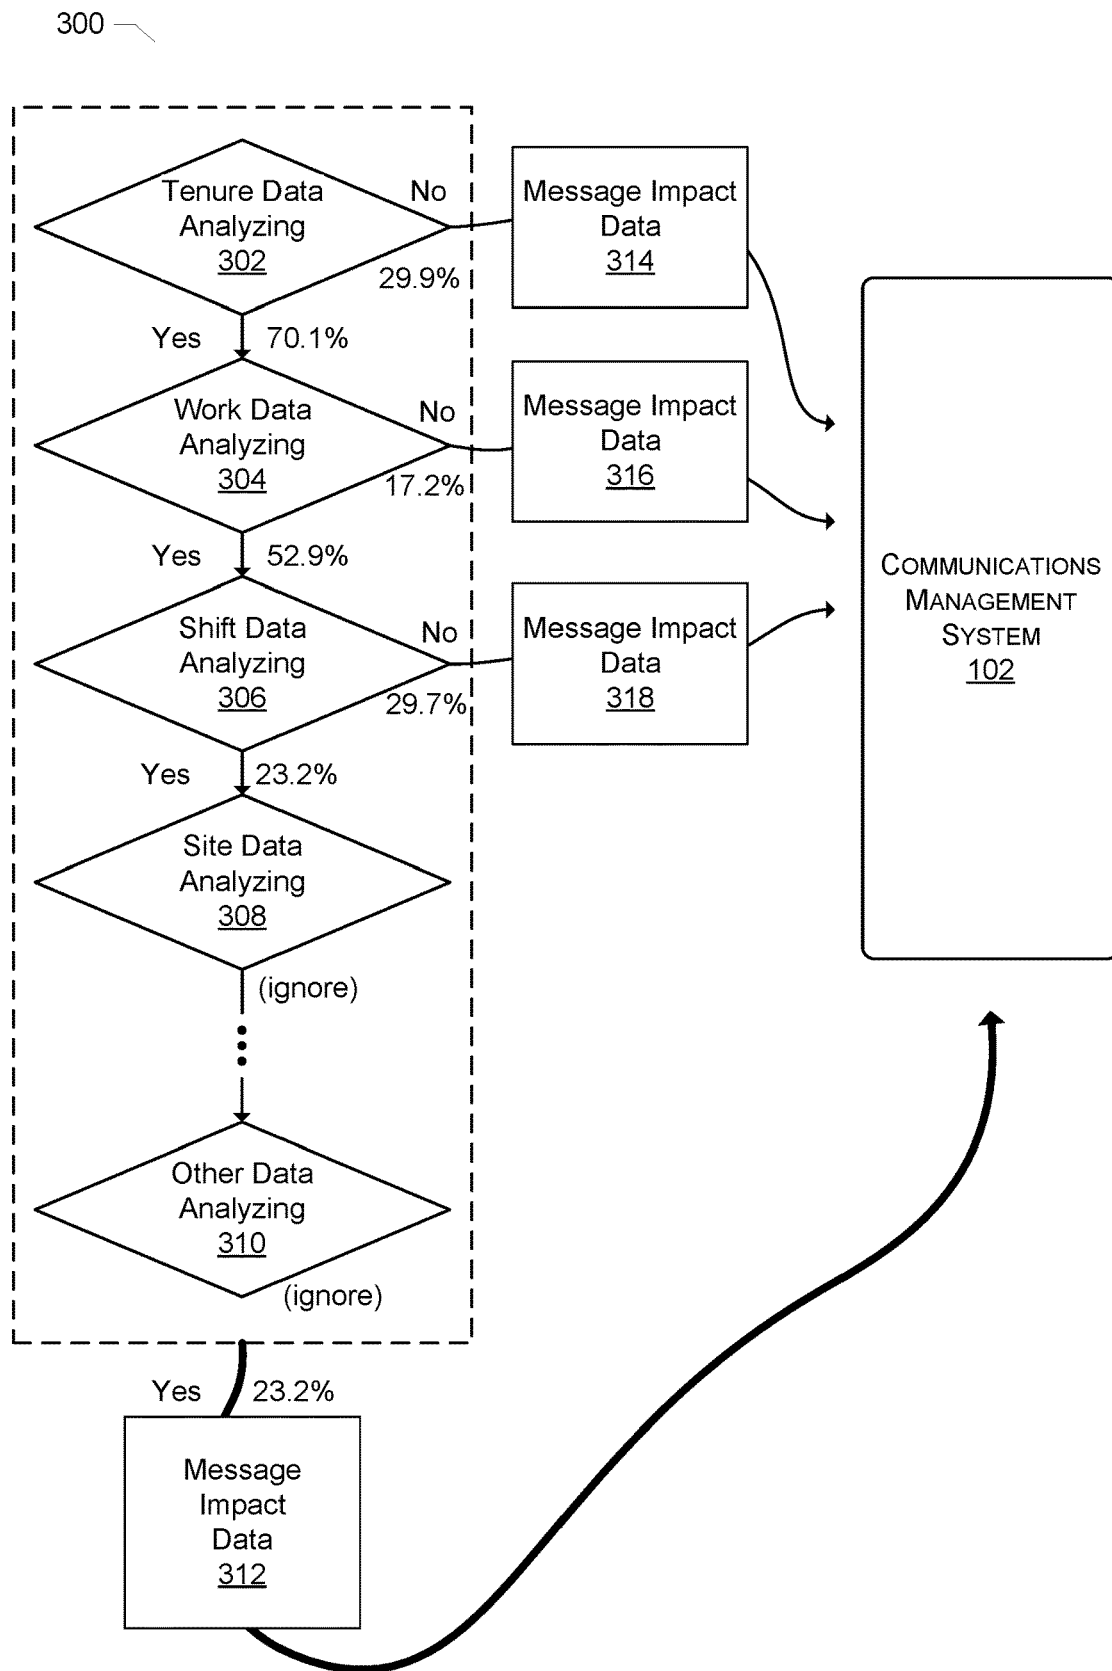 300
Tenure Data
Analyzing
302
No
29.9%
Message Impact
Data
314
Yes
70.1%
Work Data
Analyzing
304
No
17.2%
Message Impact
Data
316
Yes
52.9%
Shift Data
Analyzing
306
No
29.7%
Message Impact
Data
318
COMMUNICATIONS
MANAGEMENT
SYSTEM
102
Yes
23.2%
Site Data
Analyzing
308
(ignore)
Other Data
Analyzing
310
(ignore)
Yes
23.2%
Message
Impact
Data
312